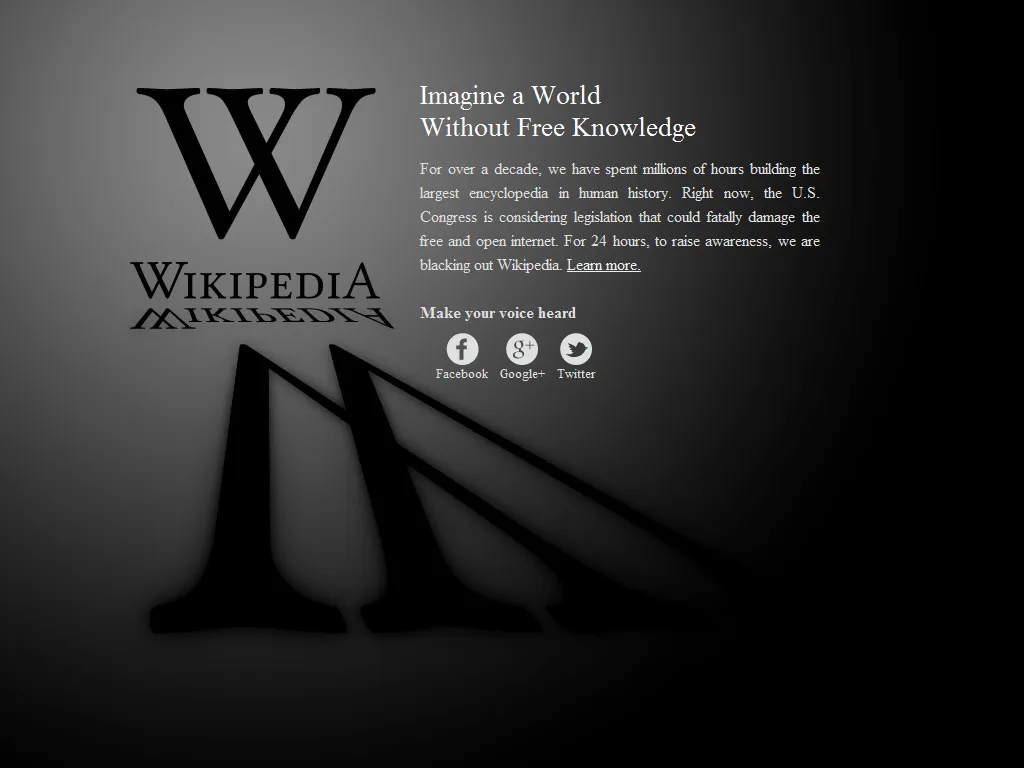 W
WIKIPEDIA
Imagine a World
Without Free Knowledge
For over a decade, we have spent millions of hours building the
largest encyclopedia in human history. Right now, the U.S.
Congress is considering legislation that could fatally damage the
free and open internet. For 24 hours, to raise awareness, we are
blacking out Wikipedia. Learn more.
Make your voice heard
Facebook Google+ Twitter